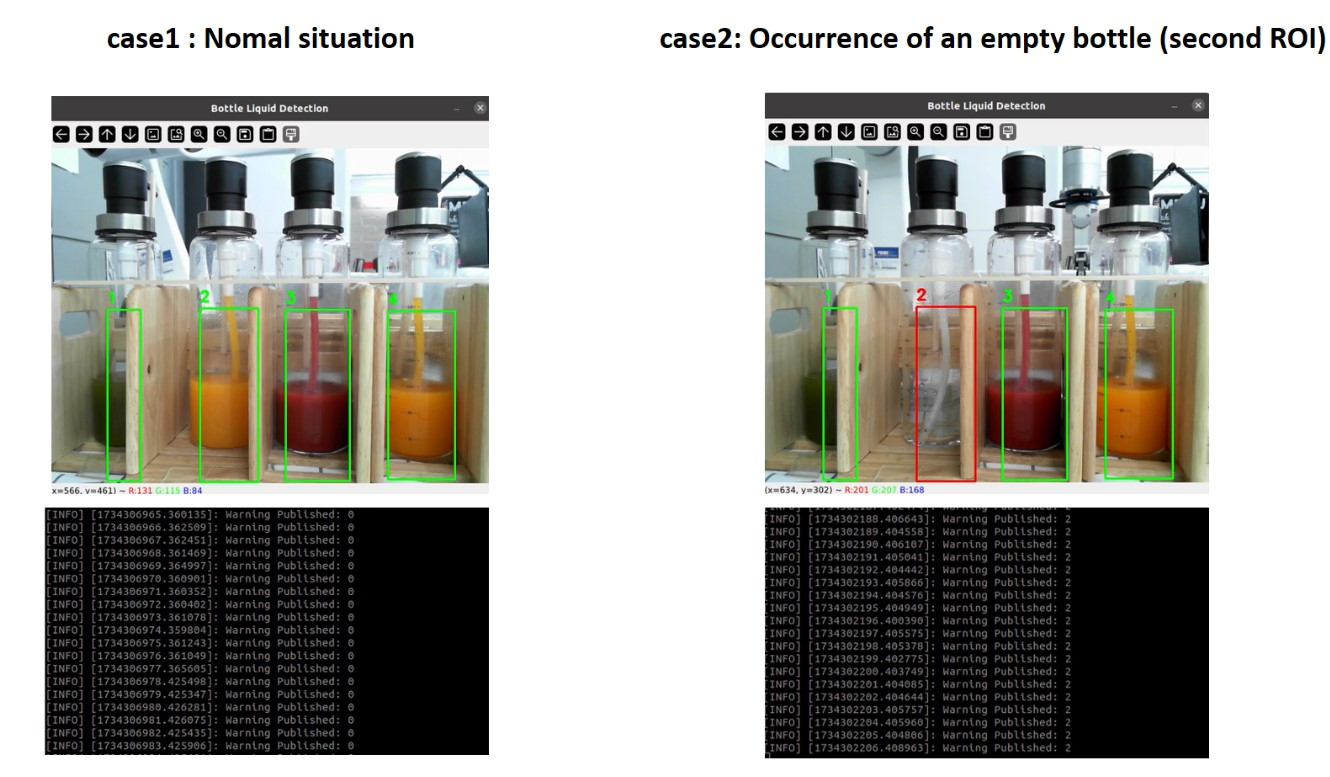 case1 : Nomal situation
case2: Occurrence of an empty bottle (second ROI)
Bottle Liquid Detection
1
2
3
4
x=566, y=461) ~ R:131 G:115 B:84
[INFO] [1734306965.360135]: Warning Published: 0
[INFO] [1734306966.362509]: Warning Published: 0
[INFO] [1734306967.362451]: Warning Published: 0
[INFO] [1734306968.361469]: Warning Published: 0
[INFO] [1734306969.364997]: Warning Published: 0
[INFO] [1734306970.360901]: Warning Published: 0
[INFO] [1734306971.360352]: Warning Published: 0
[INFO] [1734306972.360402]: Warning Published: 0
[INFO] [1734306973.361078]: Warning Published: 0
[INFO] [1734306974.359804]: Warning Published: 0
[INFO] [1734306975.361243]: Warning Published: 0
[INFO] [1734306976.361049]: Warning Published: 0
[INFO] [1734306977.365605]: Warning Published: 0
[INFO] [1734306978.425498]: Warning Published: 0
[INFO] [1734306979.425347]: Warning Published: 0
[INFO] [1734306980.426281]: Warning Published: 0
[INFO] [1734306981.426075]: Warning Published: 0
[INFO] [1734306982.425435]: Warning Published: 0
[INFO] [1734306983.425906]: Warning Published: 0
Bottle Liquid Detection
1
2
3
4
(x=634, y=302) ~ R:201 G:207 B:168
[INFO] [1734302188.406643]: Warning Published: 2
[INFO] [1734302189.404558]: Warning Published: 2
[INFO] [1734302190.406107]: Warning Published: 2
[INFO] [1734302191.405041]: Warning Published: 2
[INFO] [1734302192.404442]: Warning Published: 2
[INFO] [1734302193.405866]: Warning Published: 2
[INFO] [1734302194.404576]: Warning Published: 2
[INFO] [1734302195.404949]: Warning Published: 2
[INFO] [1734302196.400390]: Warning Published: 2
[INFO] [1734302197.405575]: Warning Published: 2
[INFO] [1734302198.405378]: Warning Published: 2
[INFO] [1734302199.402775]: Warning Published: 2
[INFO] [1734302200.403749]: Warning Published: 2
[INFO] [1734302201.404085]: Warning Published: 2
[INFO] [1734302202.404644]: Warning Published: 2
[INFO] [1734302203.405757]: Warning Published: 2
[INFO] [1734302204.405960]: Warning Published: 2
[INFO] [1734302205.404806]: Warning Published: 2
[INFO] [1734302206.408963]: Warning Published: 2